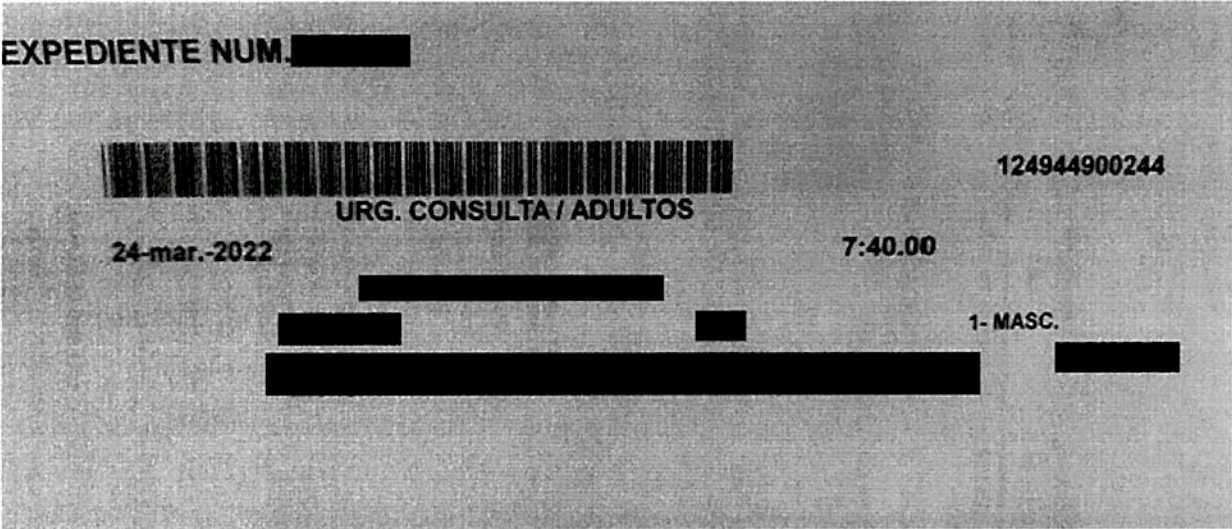 EXPEDIENTE NUM.
124944900244
URG. CONSULTA / ADULTOS
24-mar.-2022 7:40.00
1- MASC.